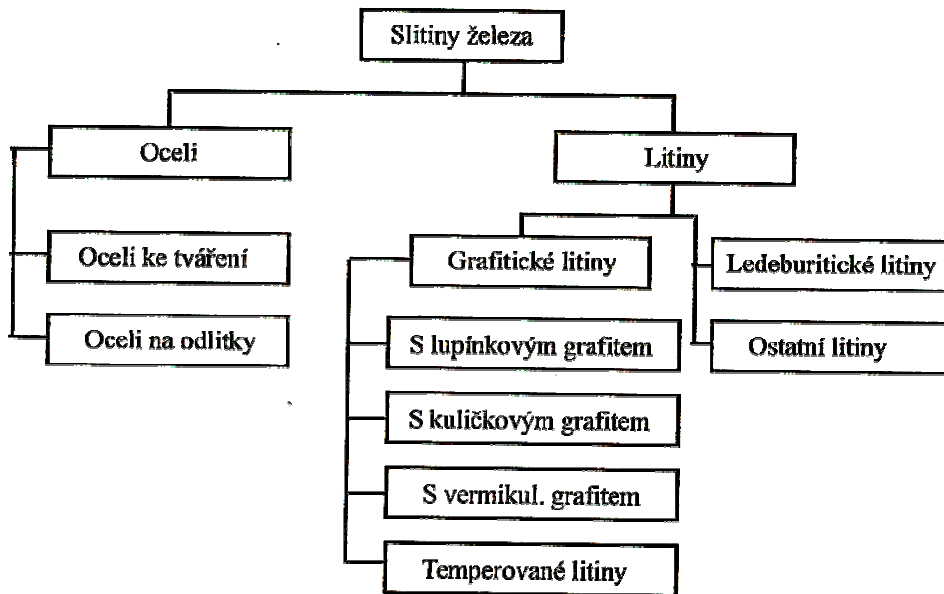 Slitiny železa
Oceli
Litiny
Oceli ke tváření
Grafitické litiny
Ledeburitické litiny
Oceli na odlitky
S lupínkovým grafitem
Ostatní litiny
S kuličkovým grafitem
S vermikul. grafitem
Temperované litiny